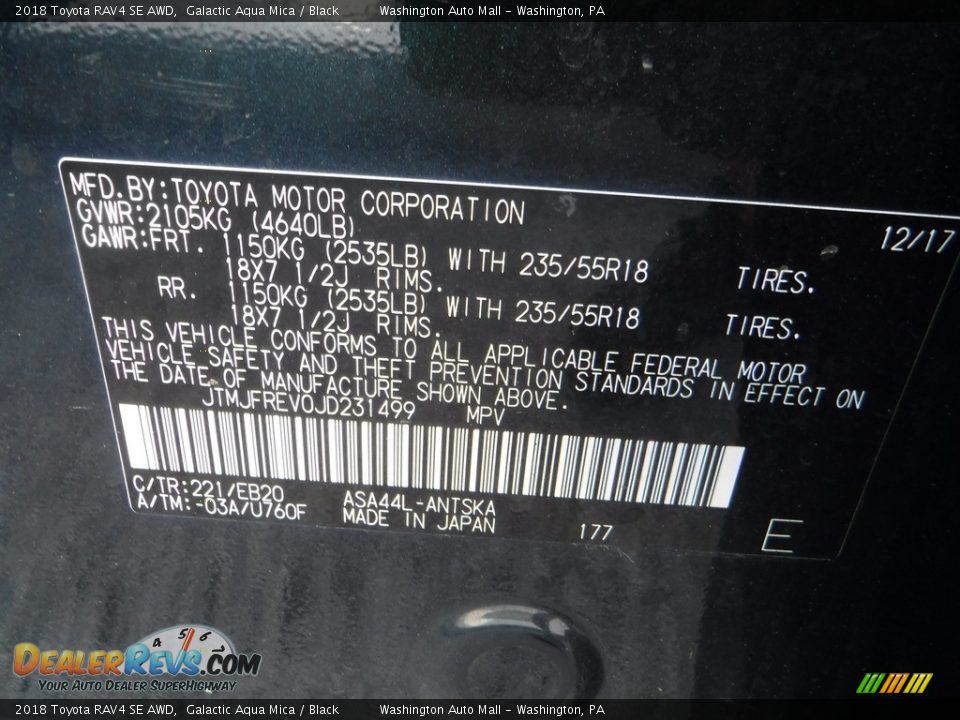 2018 Toyota RAV4 SE AWD,  Galactic Aqua Mica / Black    Washington Auto Mall - Washington, PA
MFD.BY:TOYOTA MOTOR CORPORATION 12/17
GVWR:2105KG (4640LB)
GAWR:FRT. 1150KG (2535LB) WITH 235/55R18 TIRES.
18X7 1/2J RIMS.
RR. 1150KG (2535LB) WITH 235/55R18 TIRES.
18X7 1/2J RIMS.
THIS VEHICLE CONFORMS TO ALL APPLICABLE FEDERAL MOTOR
VEHICLE SAFETY AND THEFT PREVENTION STANDARDS IN EFFECT ON
THE DATE OF MANUFACTURE SHOWN ABOVE.
JTMJFREV0JD231499 MPV
C/TR:221/EB20 ASA44L-ANTSKA
A/TM:-03A/U760F MADE IN JAPAN 177 E
4 5 6
DEALERREVS.COM
YOUR AUTO DEALER SUPERHIGHWAY
2018 Toyota RAV4 SE AWD,  Galactic Aqua Mica / Black    Washington Auto Mall - Washington, PA